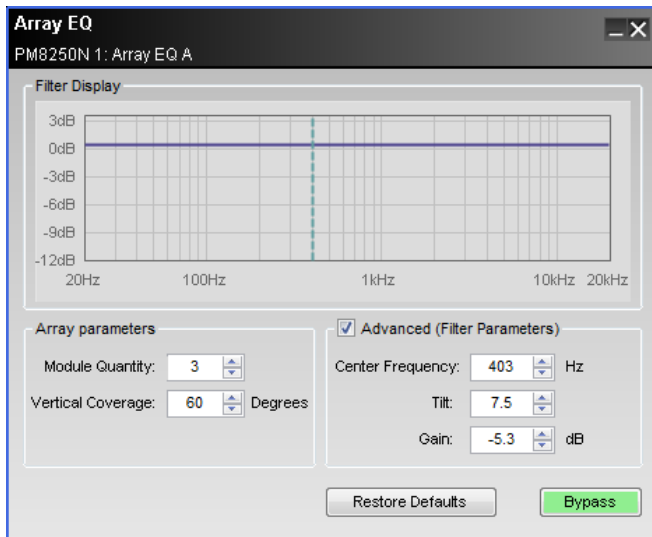 Array EQ
PM8250N 1: Array EQ A
Filter Display
3dB
0dB
-3dB
-6dB
-9dB
-12dB
20Hz 100Hz 1kHz 10kHz 20kHz
Array parameters
Module Quantity: 3
Vertical Coverage: 60 Degrees
Advanced (Filter Parameters)
Center Frequency: 403 Hz
Tilt: 7.5
Gain: -5.3 dB
Restore Defaults Bypass